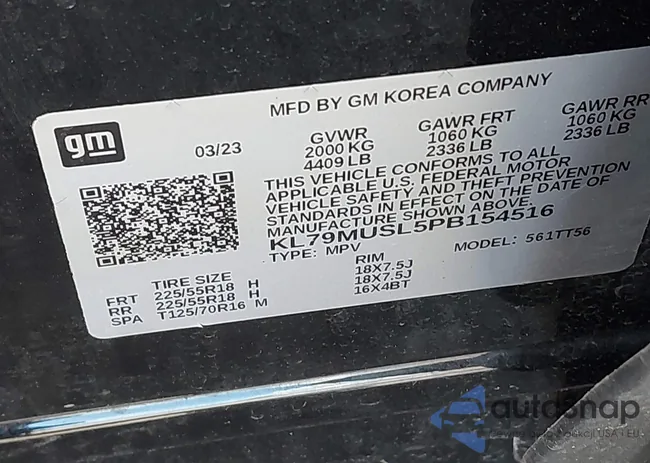 MFD BY GM KOREA COMPANY
gm
03/23
GVWR GAWR FRT GAWR RR
2000 KG 1060 KG 1060 KG
4409 LB 2336 LB 2336 LB
THIS VEHICLE CONFORMS TO ALL
APPLICABLE U.S. FEDERAL MOTOR
VEHICLE SAFETY AND THEFT PREVENTION
STANDARDS IN EFFECT ON THE DATE OF
MANUFACTURE SHOWN ABOVE.
KL79MUSL5PB154516
TYPE: MPV MODEL: 561TT56
TIRE SIZE RIM
FRT 225/55R18 H 18X7.5J
RR 225/55R18 H 18X7.5J
SPA T125/70R16 M 16X4BT
autosnap
USA i EU